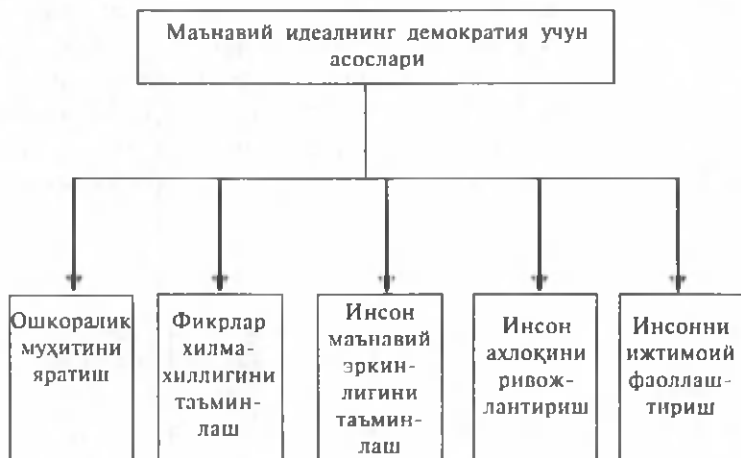 Маънавий идеалнинг демократия учун
асослари
Ошкоралик
муҳитини
яратиш
Фикрлар
хилма-
хиллигини
таъмин-
лаш
Инсон
маънавий
эркин-
лигини
таъмин-
лаш
Инсон
ахлоқини
ривож-
лантириш
Инсонни
ижтимоий
фаоллаш-
тириш